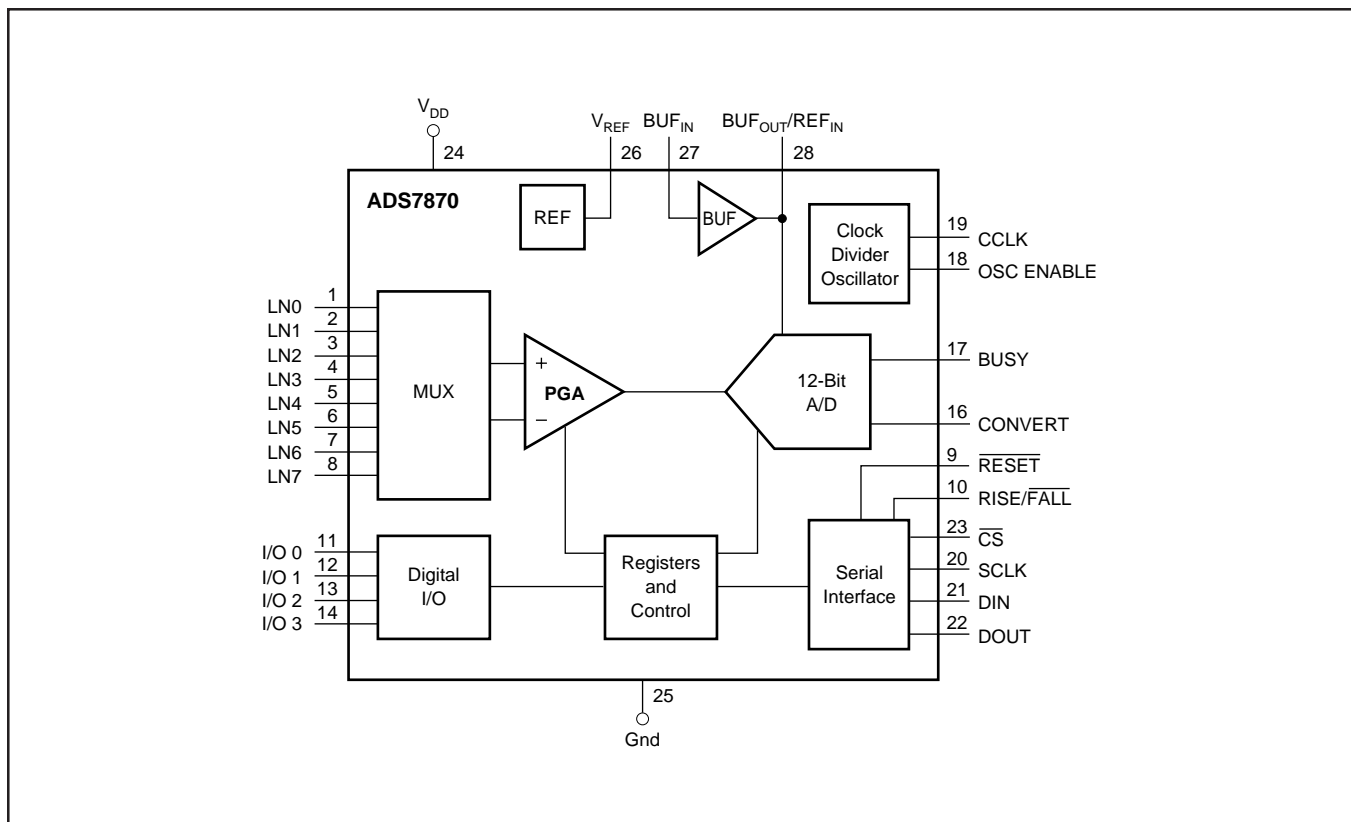 V_DD
24
V_REF
26
BUF_IN
27
BUF_OUT/REF_IN
28
ADS7870
REF
BUF
Clock
Divider
Oscillator
19
CCLK
18
OSC ENABLE
LN0
1
LN1
2
LN2
3
LN3
4
LN4
5
LN5
6
LN6
7
LN7
8
MUX
+
PGA
−
12-Bit
A/D
17
BUSY
16
CONVERT
9
RESET
10
RISE/FALL
23
CS
20
SCLK
21
DIN
22
DOUT
I/O 0
11
I/O 1
12
I/O 2
13
I/O 3
14
Digital
I/O
Registers
and
Control
Serial
Interface
25
Gnd